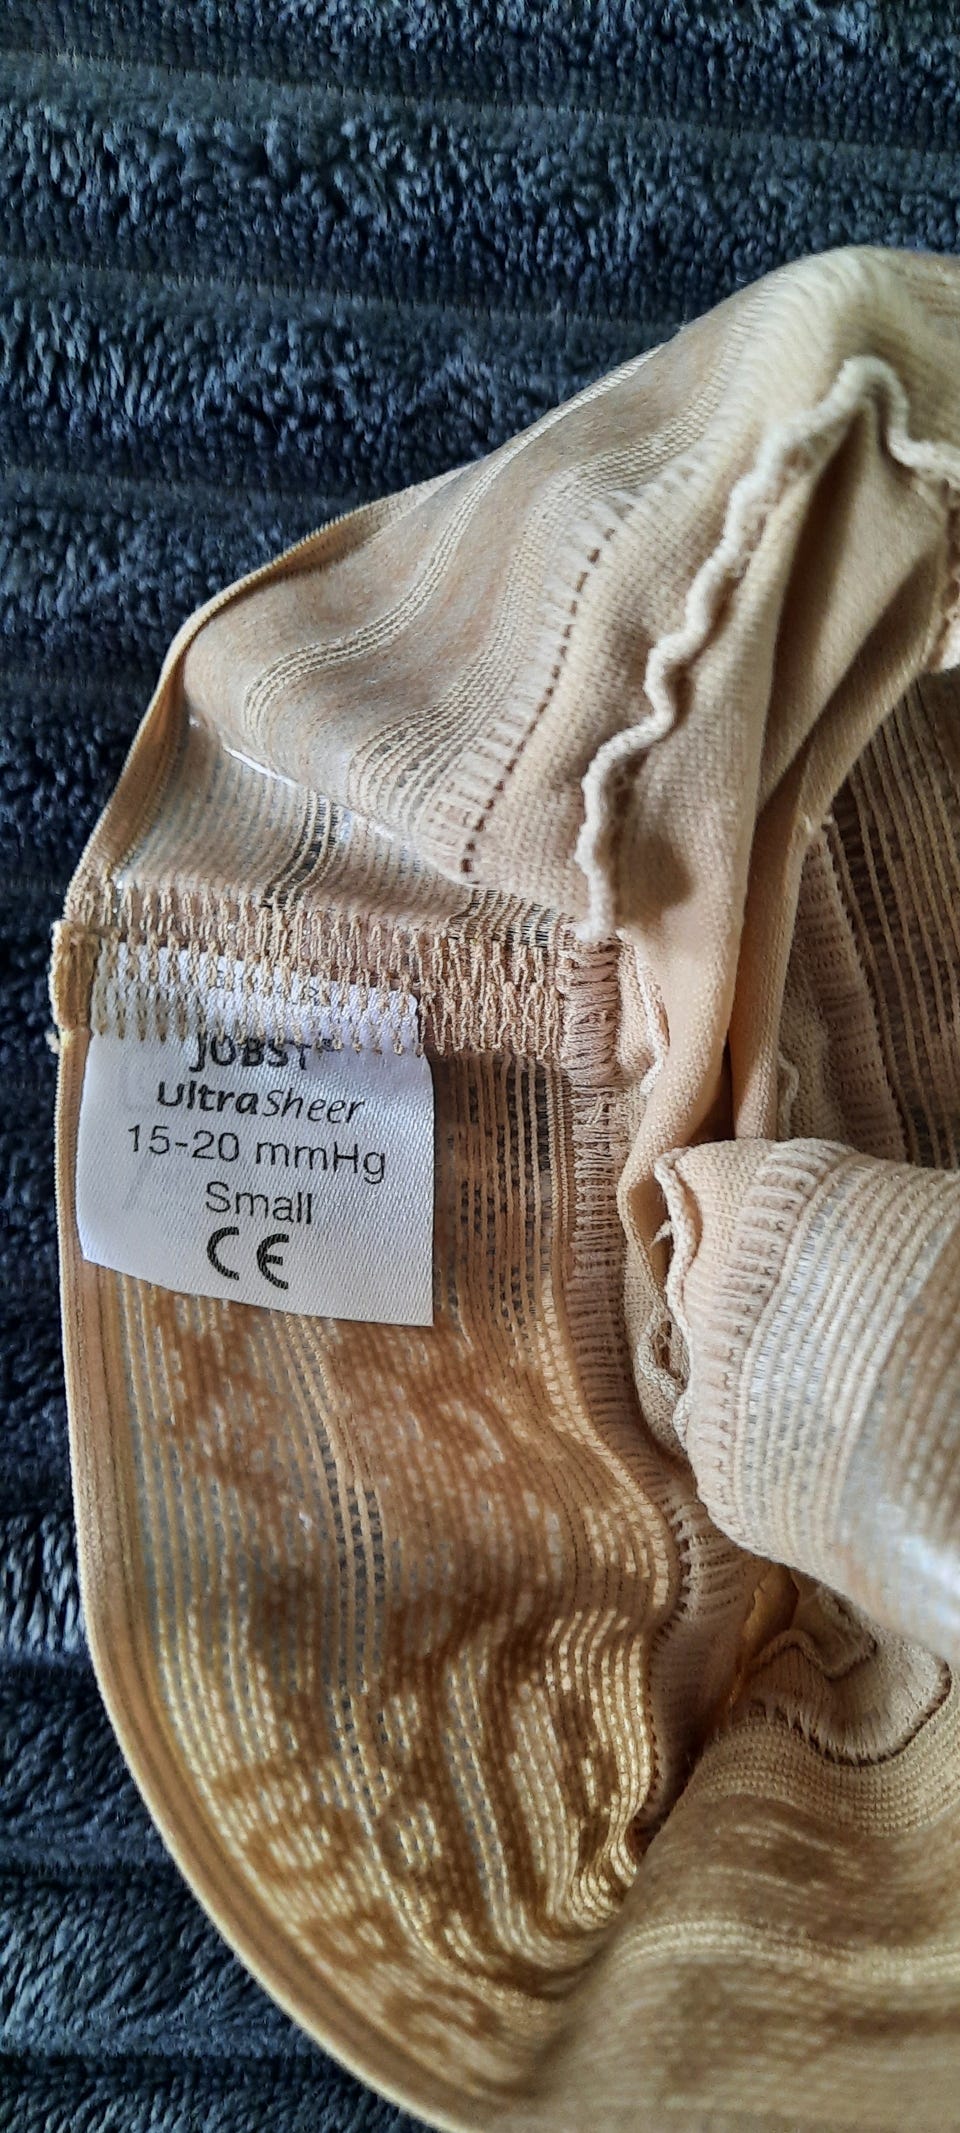 JOBST®
UltraSheer
15-20 mmHg
Small
CE